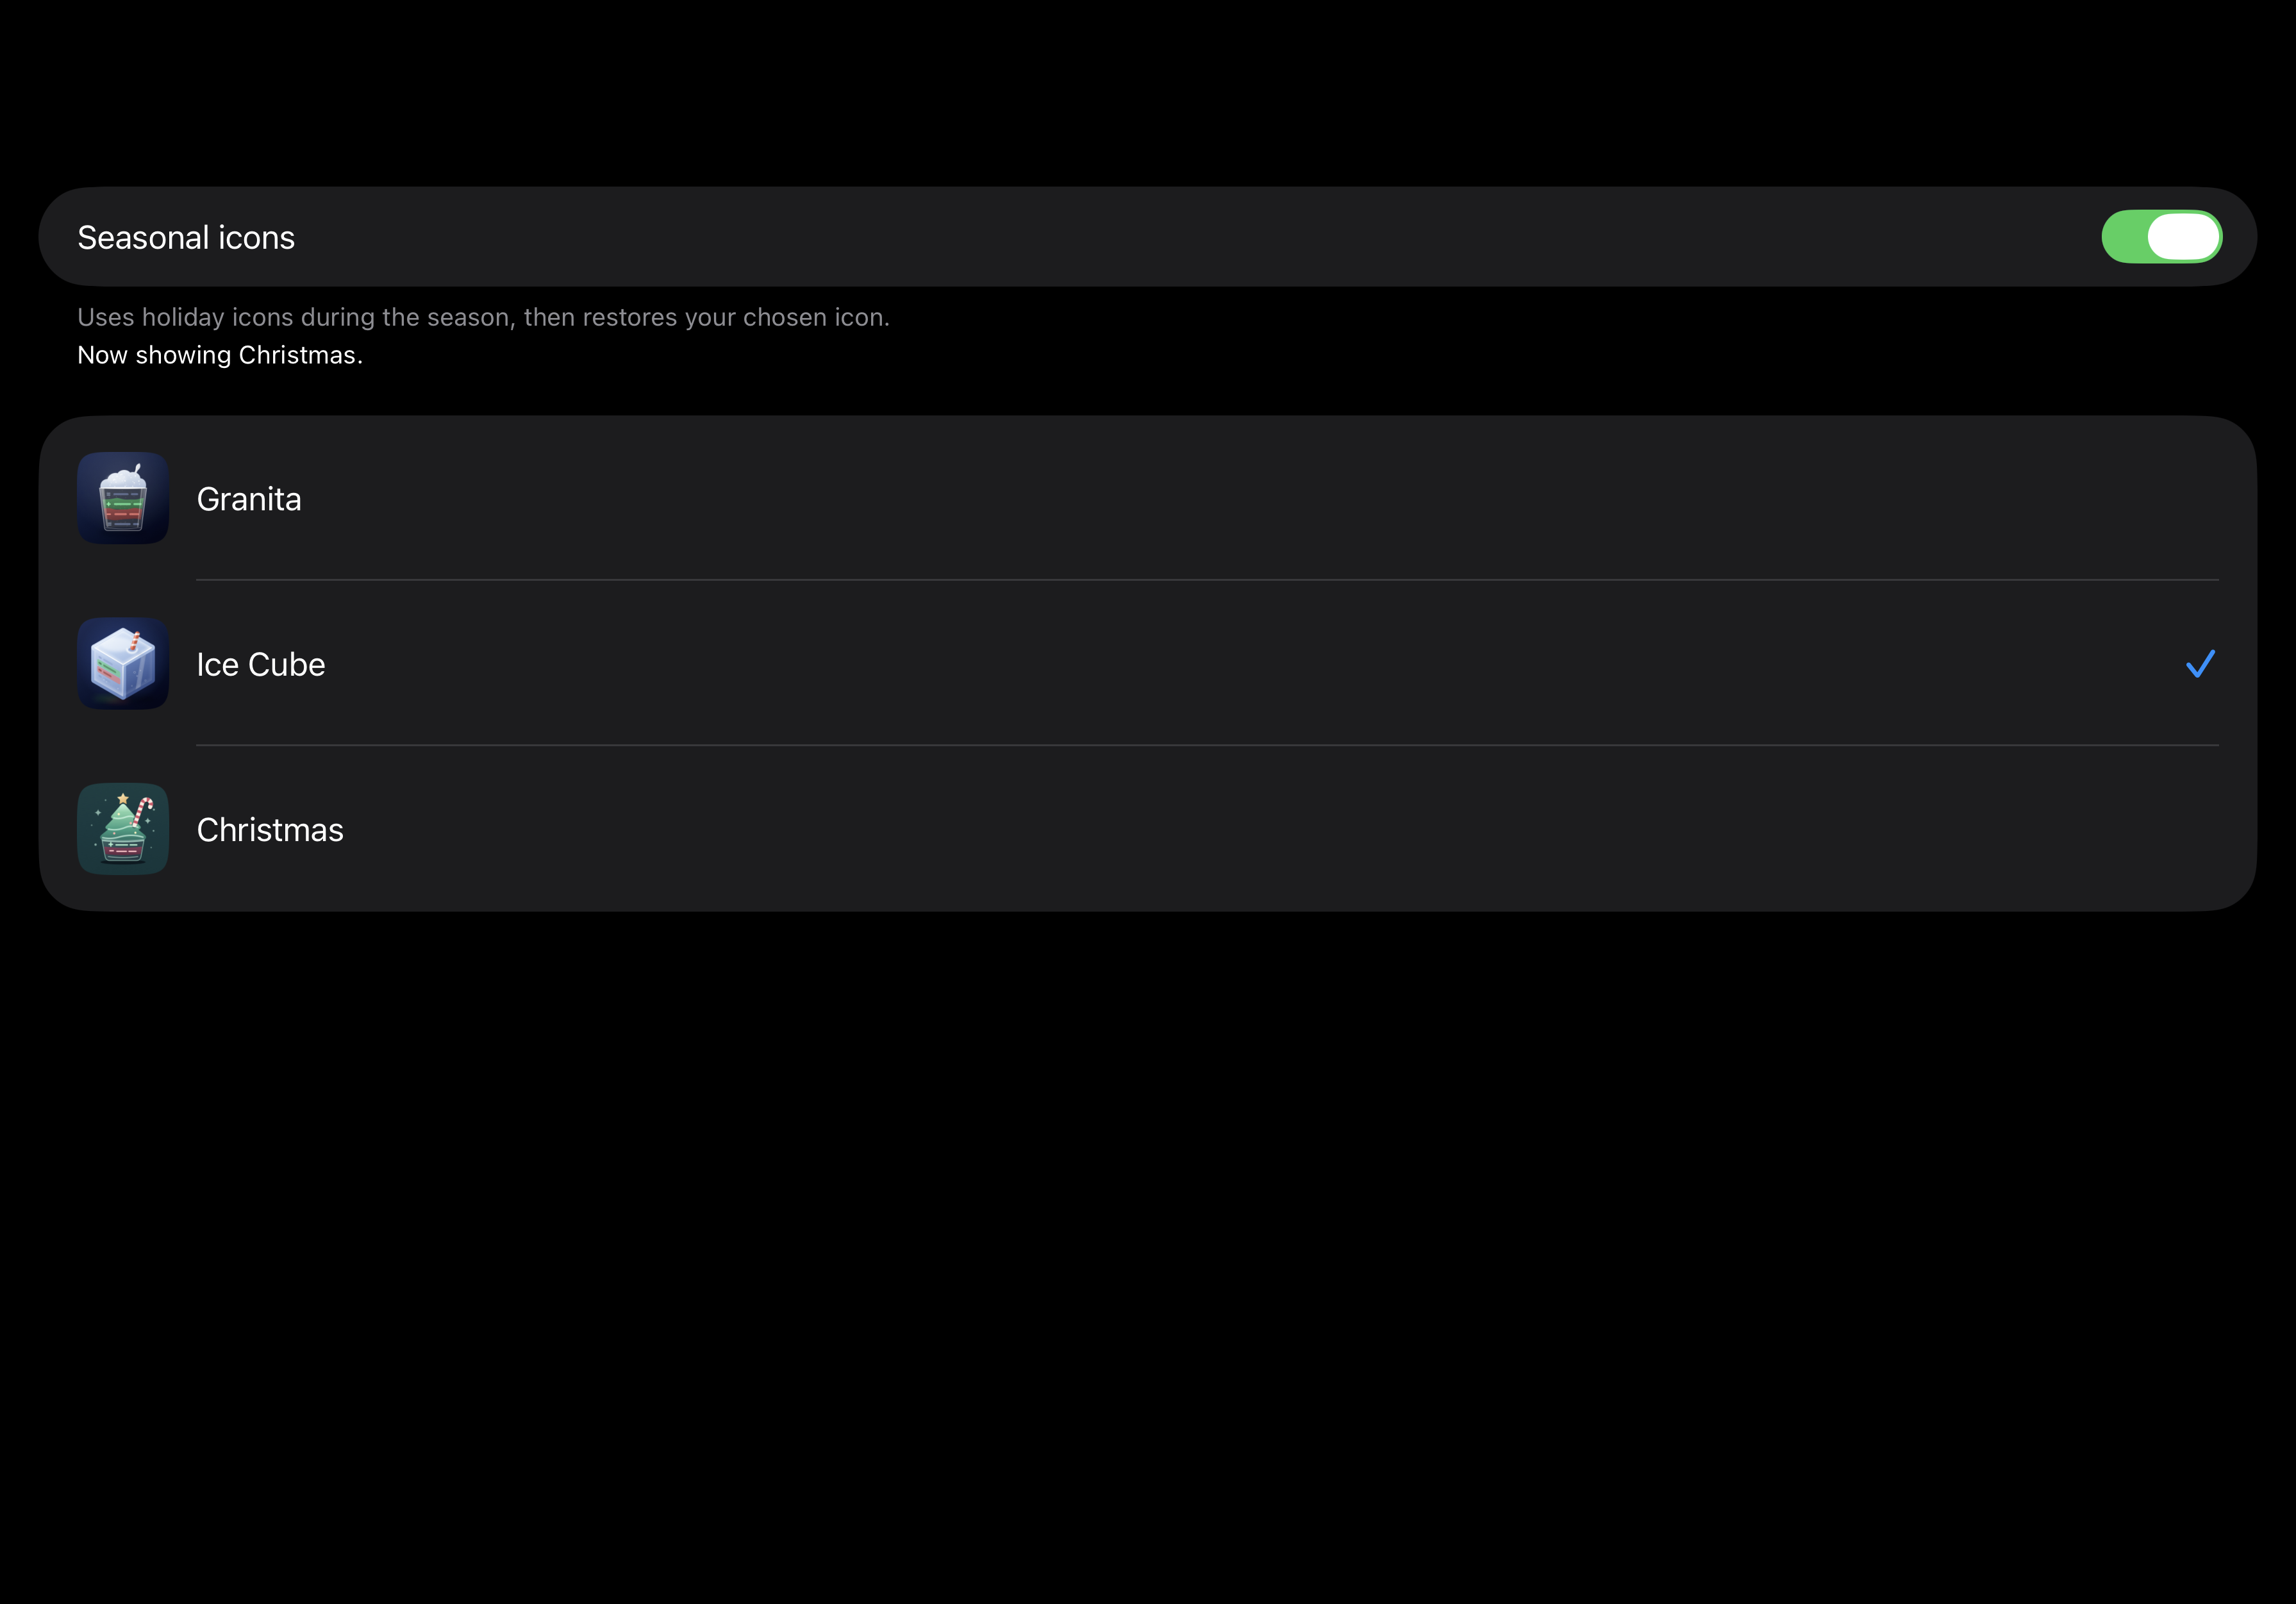 Seasonal icons
Uses holiday icons during the season, then restores your chosen icon.
Now showing Christmas.
Granita
Ice Cube
Christmas